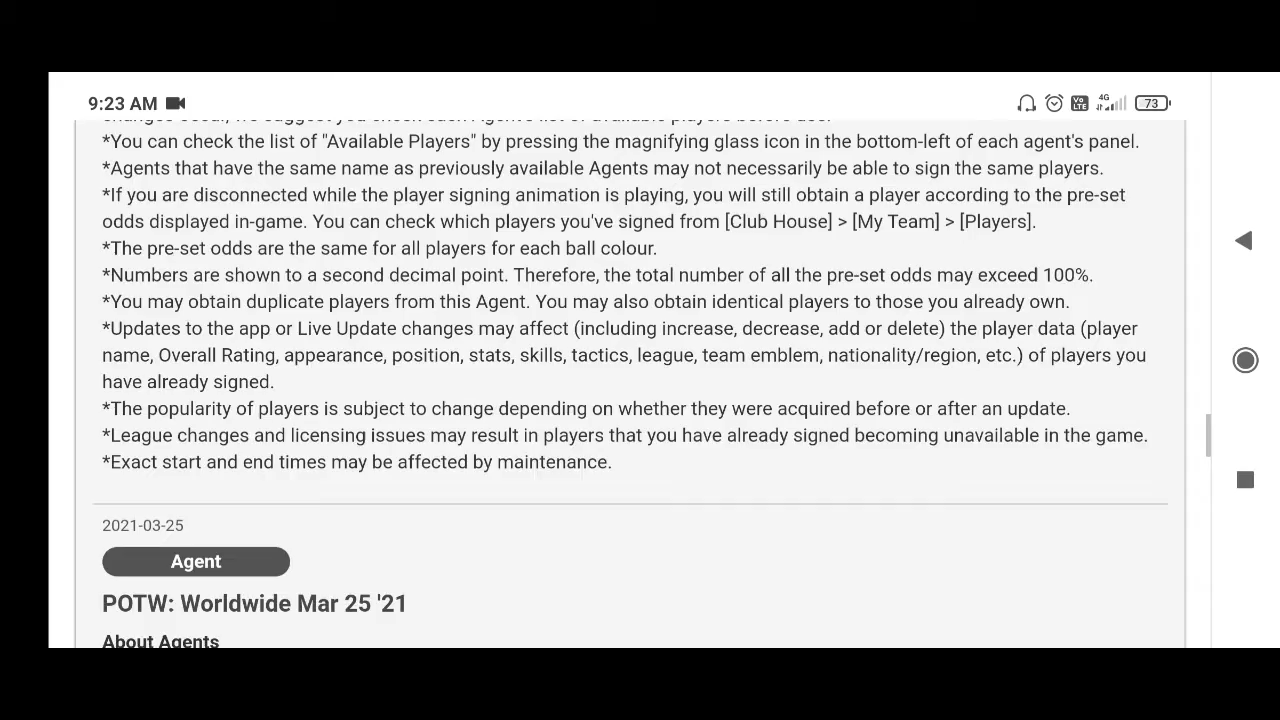 9:23 AM
4G
Vo
LTE
73
*You can check the list of "Available Players" by pressing the magnifying glass icon in the bottom-left of each agent's panel.
*Agents that have the same name as previously available Agents may not necessarily be able to sign the same players.
*If you are disconnected while the player signing animation is playing, you will still obtain a player according to the pre-set
odds displayed in-game. You can check which players you've signed from [Club House] > [My Team] > [Players].
*The pre-set odds are the same for all players for each ball colour.
*Numbers are shown to a second decimal point. Therefore, the total number of all the pre-set odds may exceed 100%.
*You may obtain duplicate players from this Agent. You may also obtain identical players to those you already own.
*Updates to the app or Live Update changes may affect (including increase, decrease, add or delete) the player data (player
name, Overall Rating, appearance, position, stats, skills, tactics, league, team emblem, nationality/region, etc.) of players you
have already signed.
*The popularity of players is subject to change depending on whether they were acquired before or after an update.
*League changes and licensing issues may result in players that you have already signed becoming unavailable in the game.
*Exact start and end times may be affected by maintenance.
2021-03-25
Agent
POTW: Worldwide Mar 25 '21
About Agents